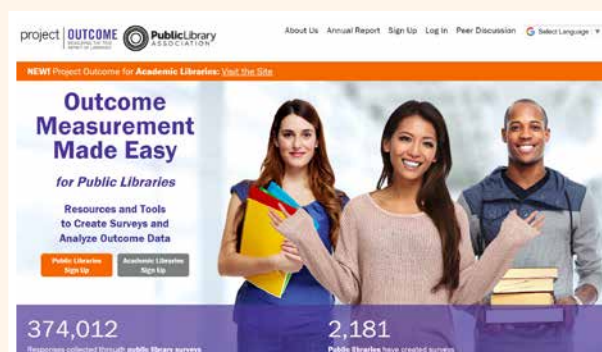 project OUTCOME
MEASURING THE TRUE
IMPACT OF LIBRARIES
PublicLibrary
ASSOCIATION
About Us Annual Report Sign Up Log In Peer Discussion Select Language
NEW! Project Outcome for Academic Libraries: Visit the Site
Outcome
Measurement
Made Easy
for Public Libraries
Resources and Tools
to Create Surveys and
Analyze Outcome Data
Public Libraries
Sign Up
Academic Libraries
Sign Up
374,012
Responses collected through public library surveys
2,181
Public libraries have created surveys